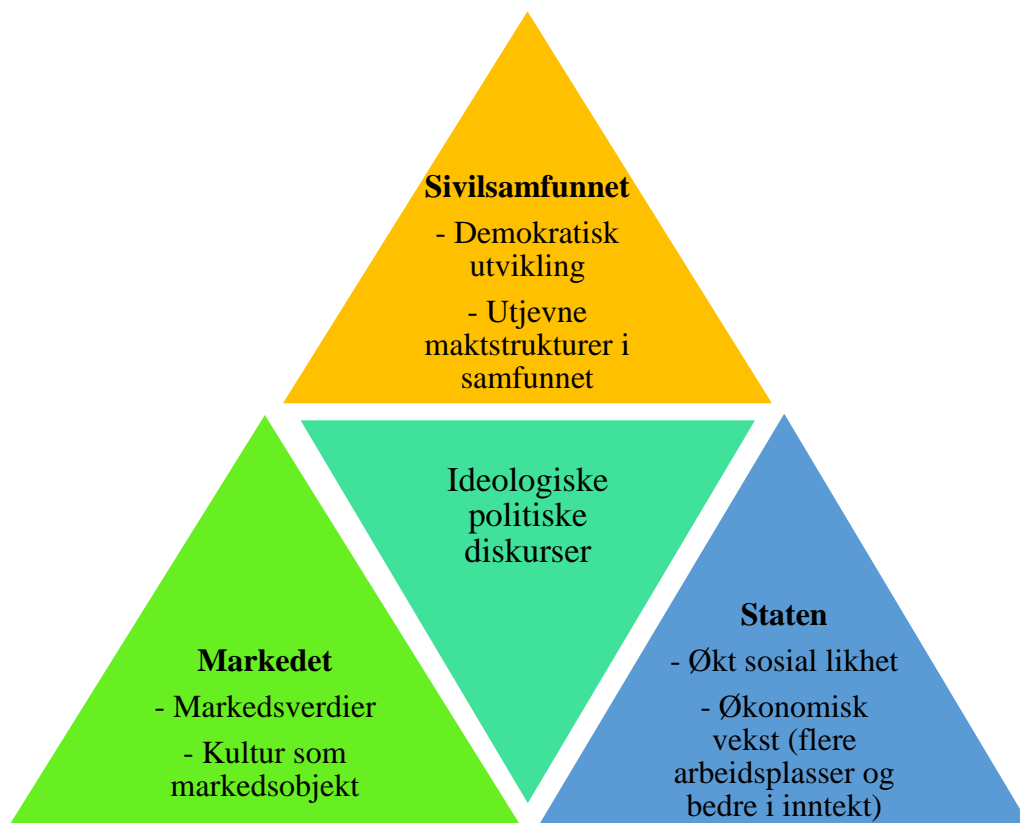 Sivilsamfunnet
- Demokratisk
utvikling
- Utjevne
maktstrukturer i
samfunnet
Ideologiske
politiske
diskurser
Markedet
- Markedsverdier
- Kultur som
markedsobjekt
Staten
- Økt sosial likhet
- Økonomisk
vekst (flere
arbeidsplasser og
bedre i inntekt)